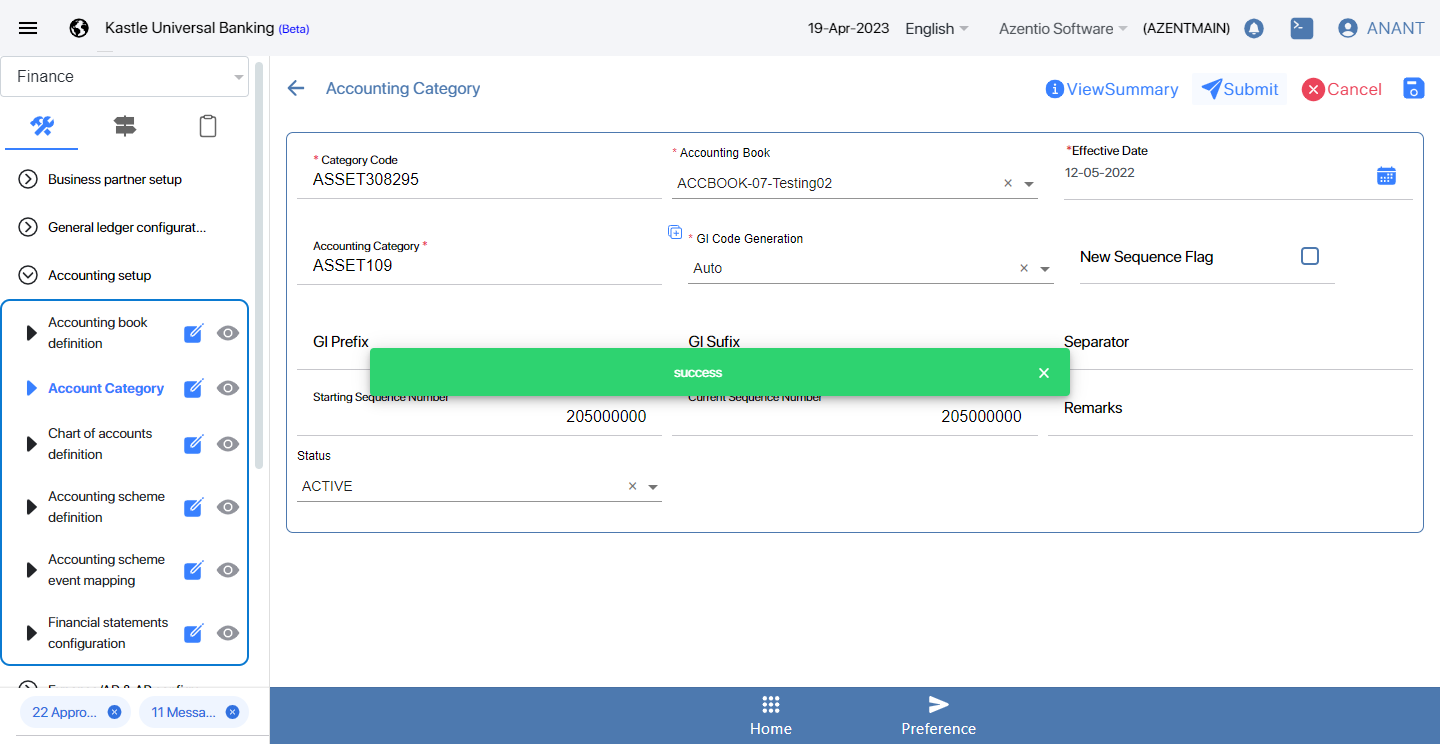 Kastle Universal Banking (Beta)
19-Apr-2023
English
Azentio Software
(AZENTMAIN)
ANANT
Finance
Business partner setup
General ledger configurat...
Accounting setup
Accounting book
definition
Account Category
Chart of accounts
definition
Accounting scheme
definition
Accounting scheme
event mapping
Financial statements
configuration
22 Appro...
11 Messa...
Accounting Category
ViewSummary
Submit
Cancel
* Category Code
ASSET308295
* Accounting Book
ACCBOOK-07-Testing02
*Effective Date
12-05-2022
Accounting Category *
ASSET109
* GI Code Generation
Auto
New Sequence Flag
GI Prefix
GI Sufix
Separator
success
Starting Sequence Number
205000000
Current Sequence Number
205000000
Remarks
Status
ACTIVE
Home
Preference